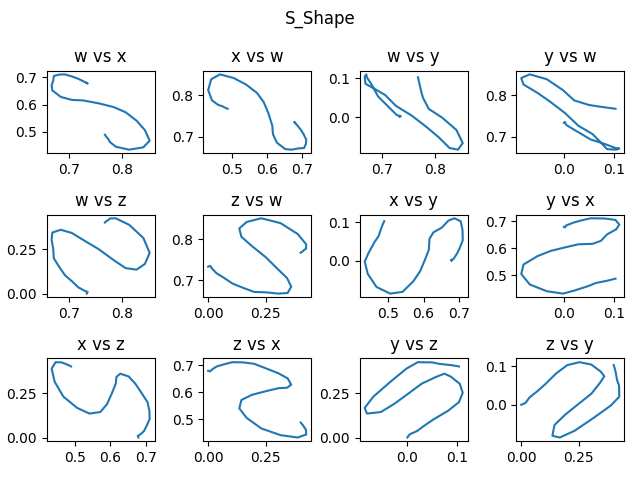 S_Shape
w vs x
x vs w
w vs y
y vs w
0.7
0.6
0.5
0.7 0.8
0.8
0.7
0.5 0.6 0.7
0.1
0.0
0.7 0.8
0.8
0.7
0.0 0.1
w vs z
z vs w
x vs y
y vs x
0.25
0.00
0.7 0.8
0.8
0.7
0.00 0.25
0.1
0.0
0.5 0.6 0.7
0.7
0.6
0.5
0.0 0.1
x vs z
z vs x
y vs z
z vs y
0.25
0.00
0.5 0.6 0.7
0.7
0.6
0.5
0.00 0.25
0.25
0.00
0.0 0.1
0.1
0.0
0.00 0.25